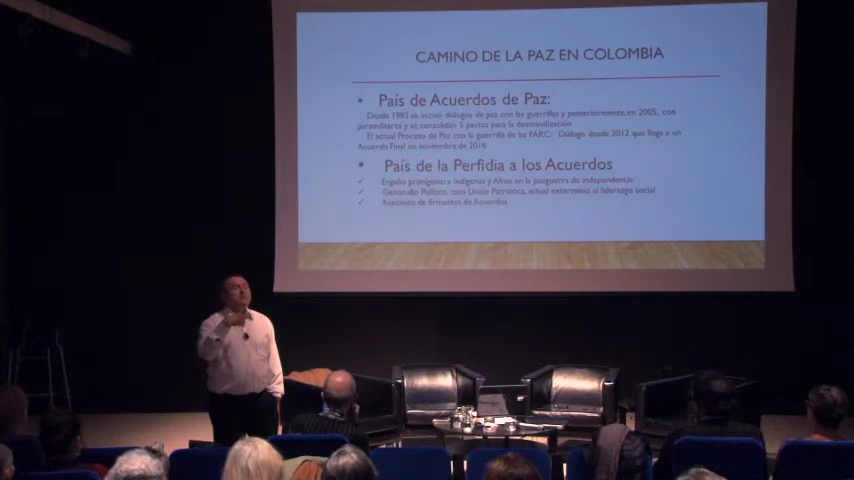 CAMINO DE LA PAZ EN COLOMBIA
• País de Acuerdos de Paz:
Desde 1983 se inician diálogos de paz con las guerrillas y posteriormente, en 2005, con
paramilitares y se consolidan 5 pactos para la desmovilización
El actual Proceso de Paz con la guerrilla de las FARC: Diálogo desde 2012 que llega a un
Acuerdo Final en noviembre de 2016
• País de la Perfidia a los Acuerdos
✓ Engaño primigenio a Indígenas y Afros en la posguerra de independencia
✓ Genocidio Político, caso Unión Patriótica, actual exterminio al liderazgo social
✓ Asesinato de firmantes de Acuerdos